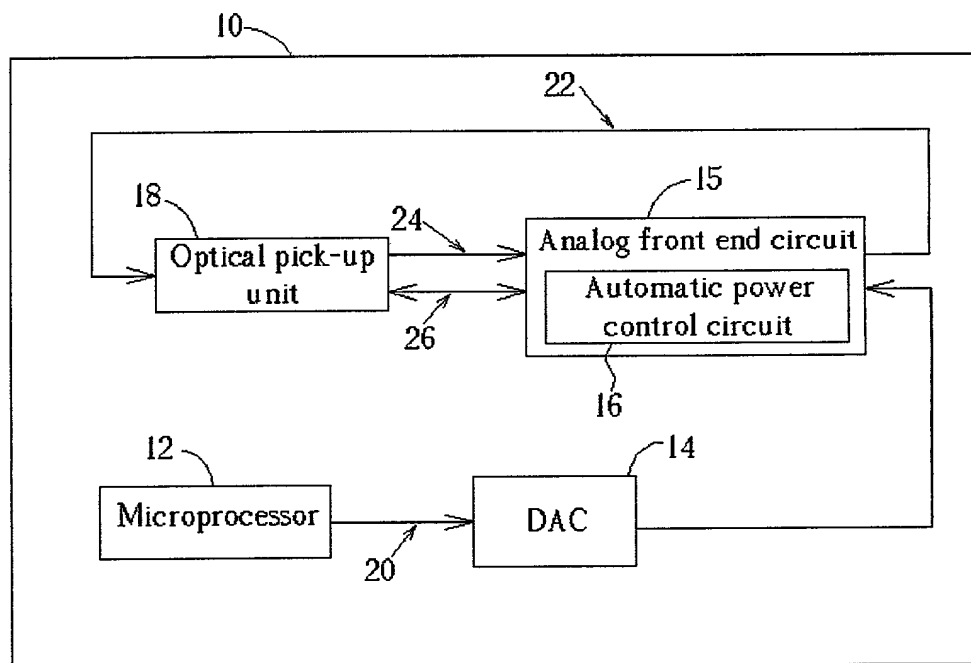 10
22
18
24
15
Optical pick-up
unit
Analog front end circuit
Automatic power
control circuit
26
16
12
14
Microprocessor
DAC
20